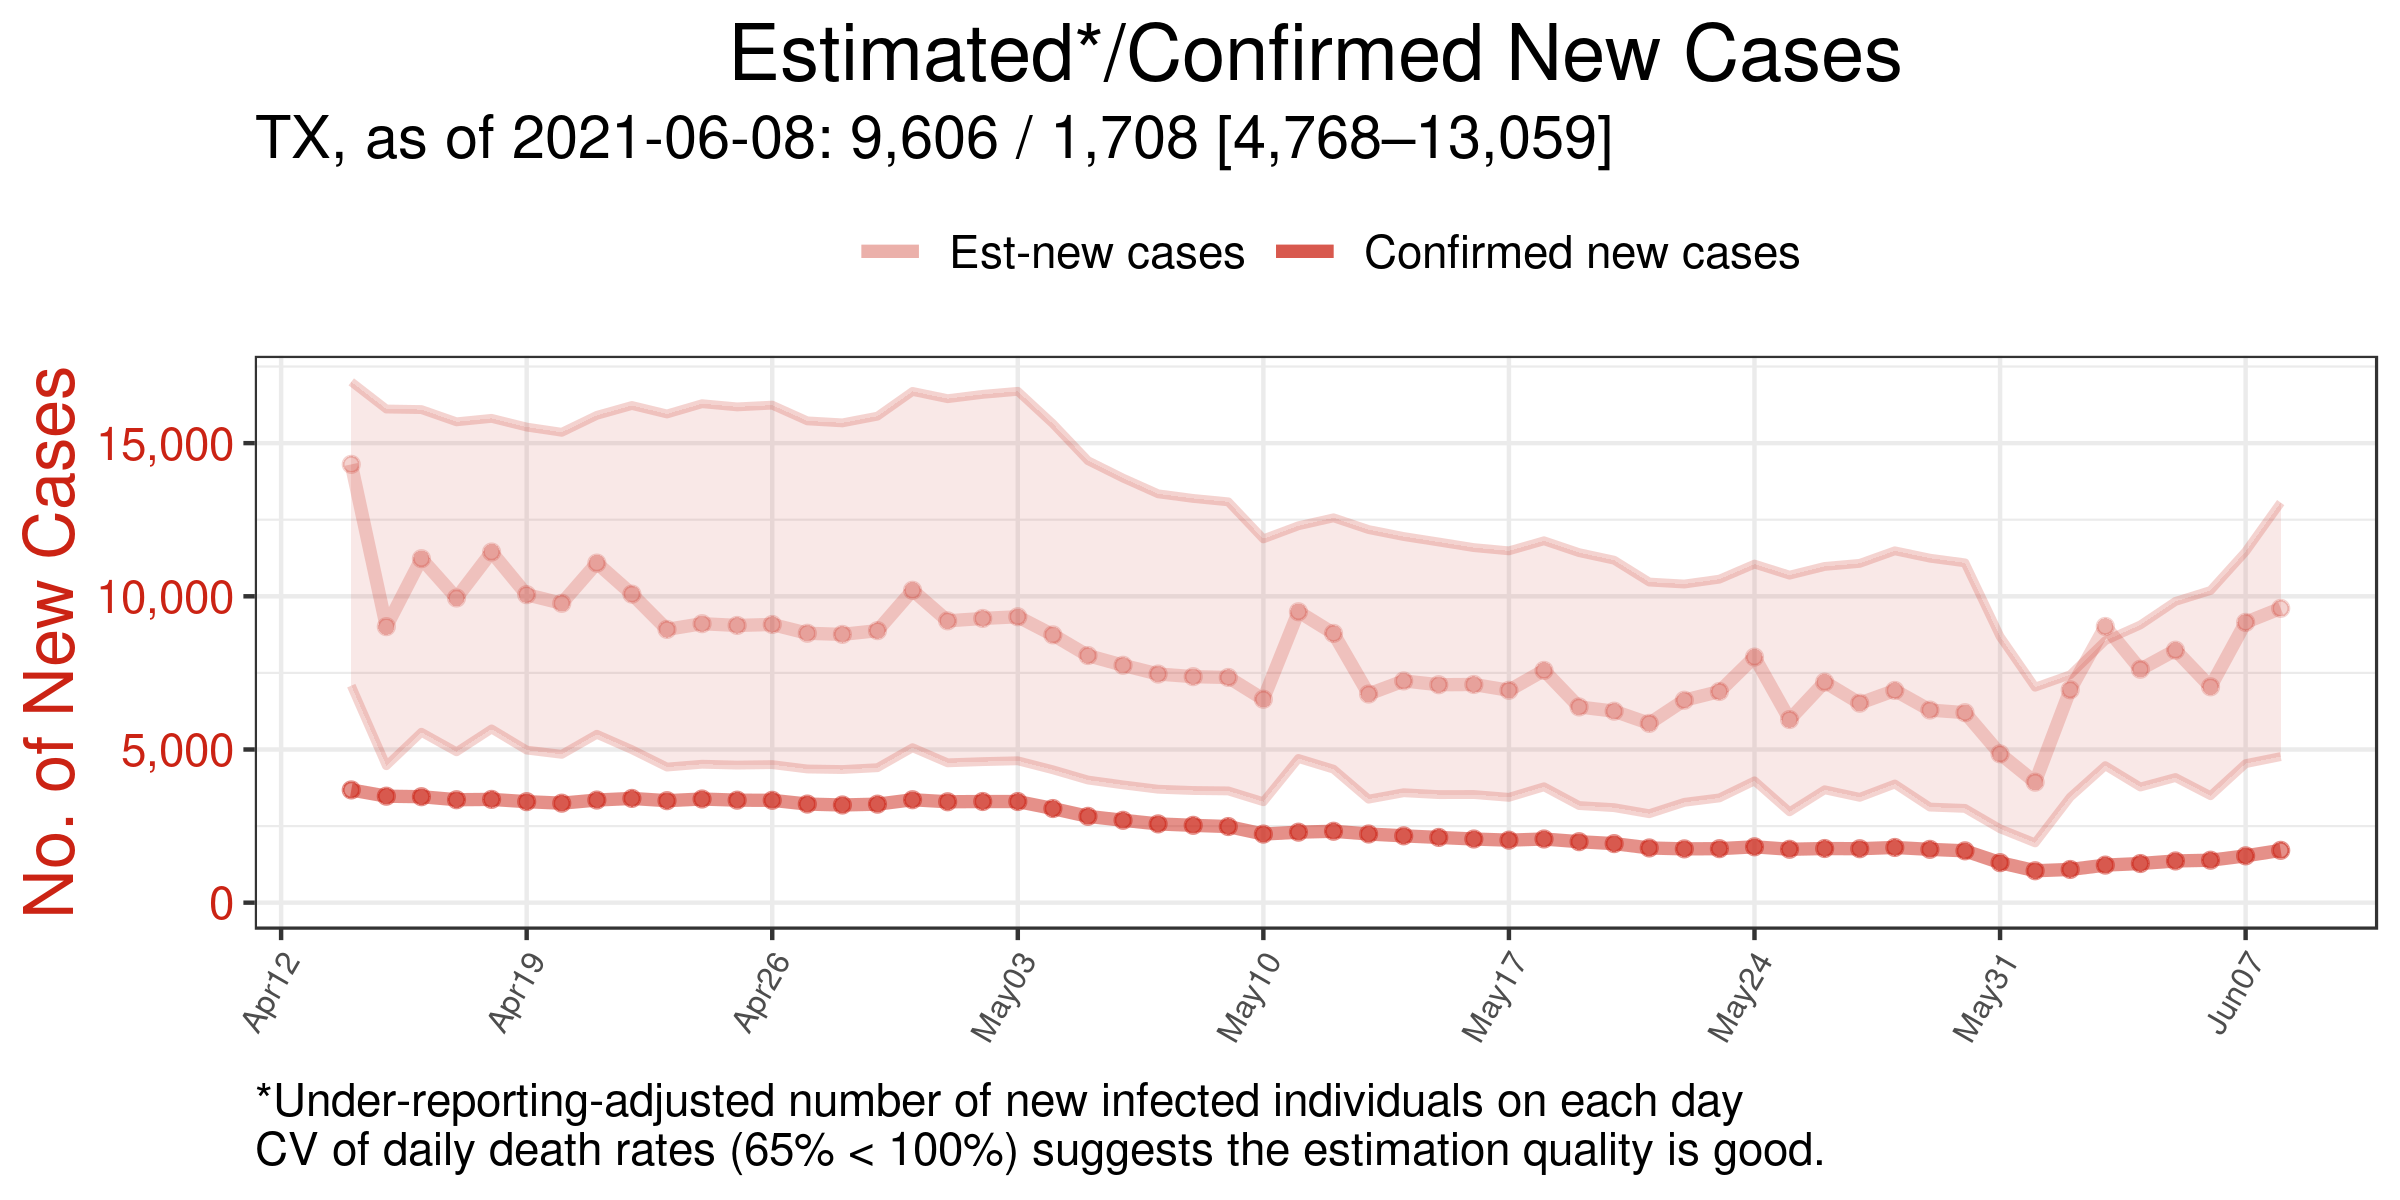 Estimated*/Confirmed New Cases
TX, as of 2021-06-08: 9,606 / 1,708 [4,768–13,059]
Est-new cases
Confirmed new cases
No. of New Cases
15,000
10,000
5,000
0
Apr12
Apr19
Apr26
May03
May10
May17
May24
May31
Jun07
*Under-reporting-adjusted number of new infected individuals on each day
CV of daily death rates (65% < 100%) suggests the estimation quality is good.